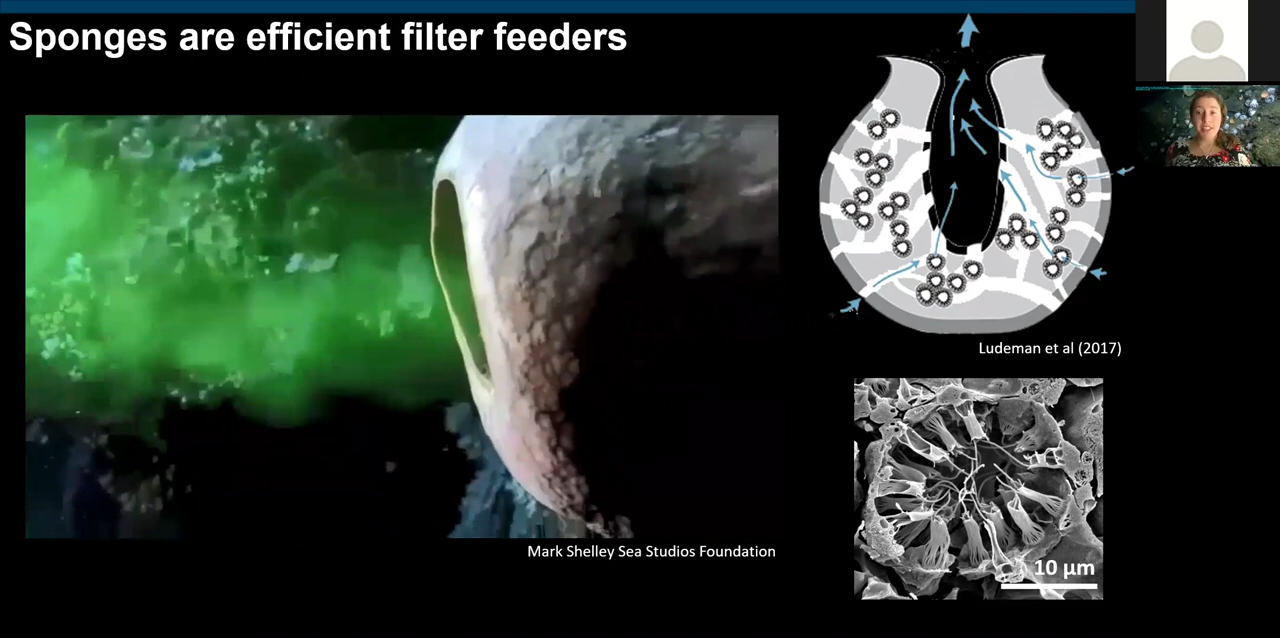 Sponges are efficient filter feeders
Ludeman et al (2017)
Mark Shelley Sea Studios Foundation
10 µm